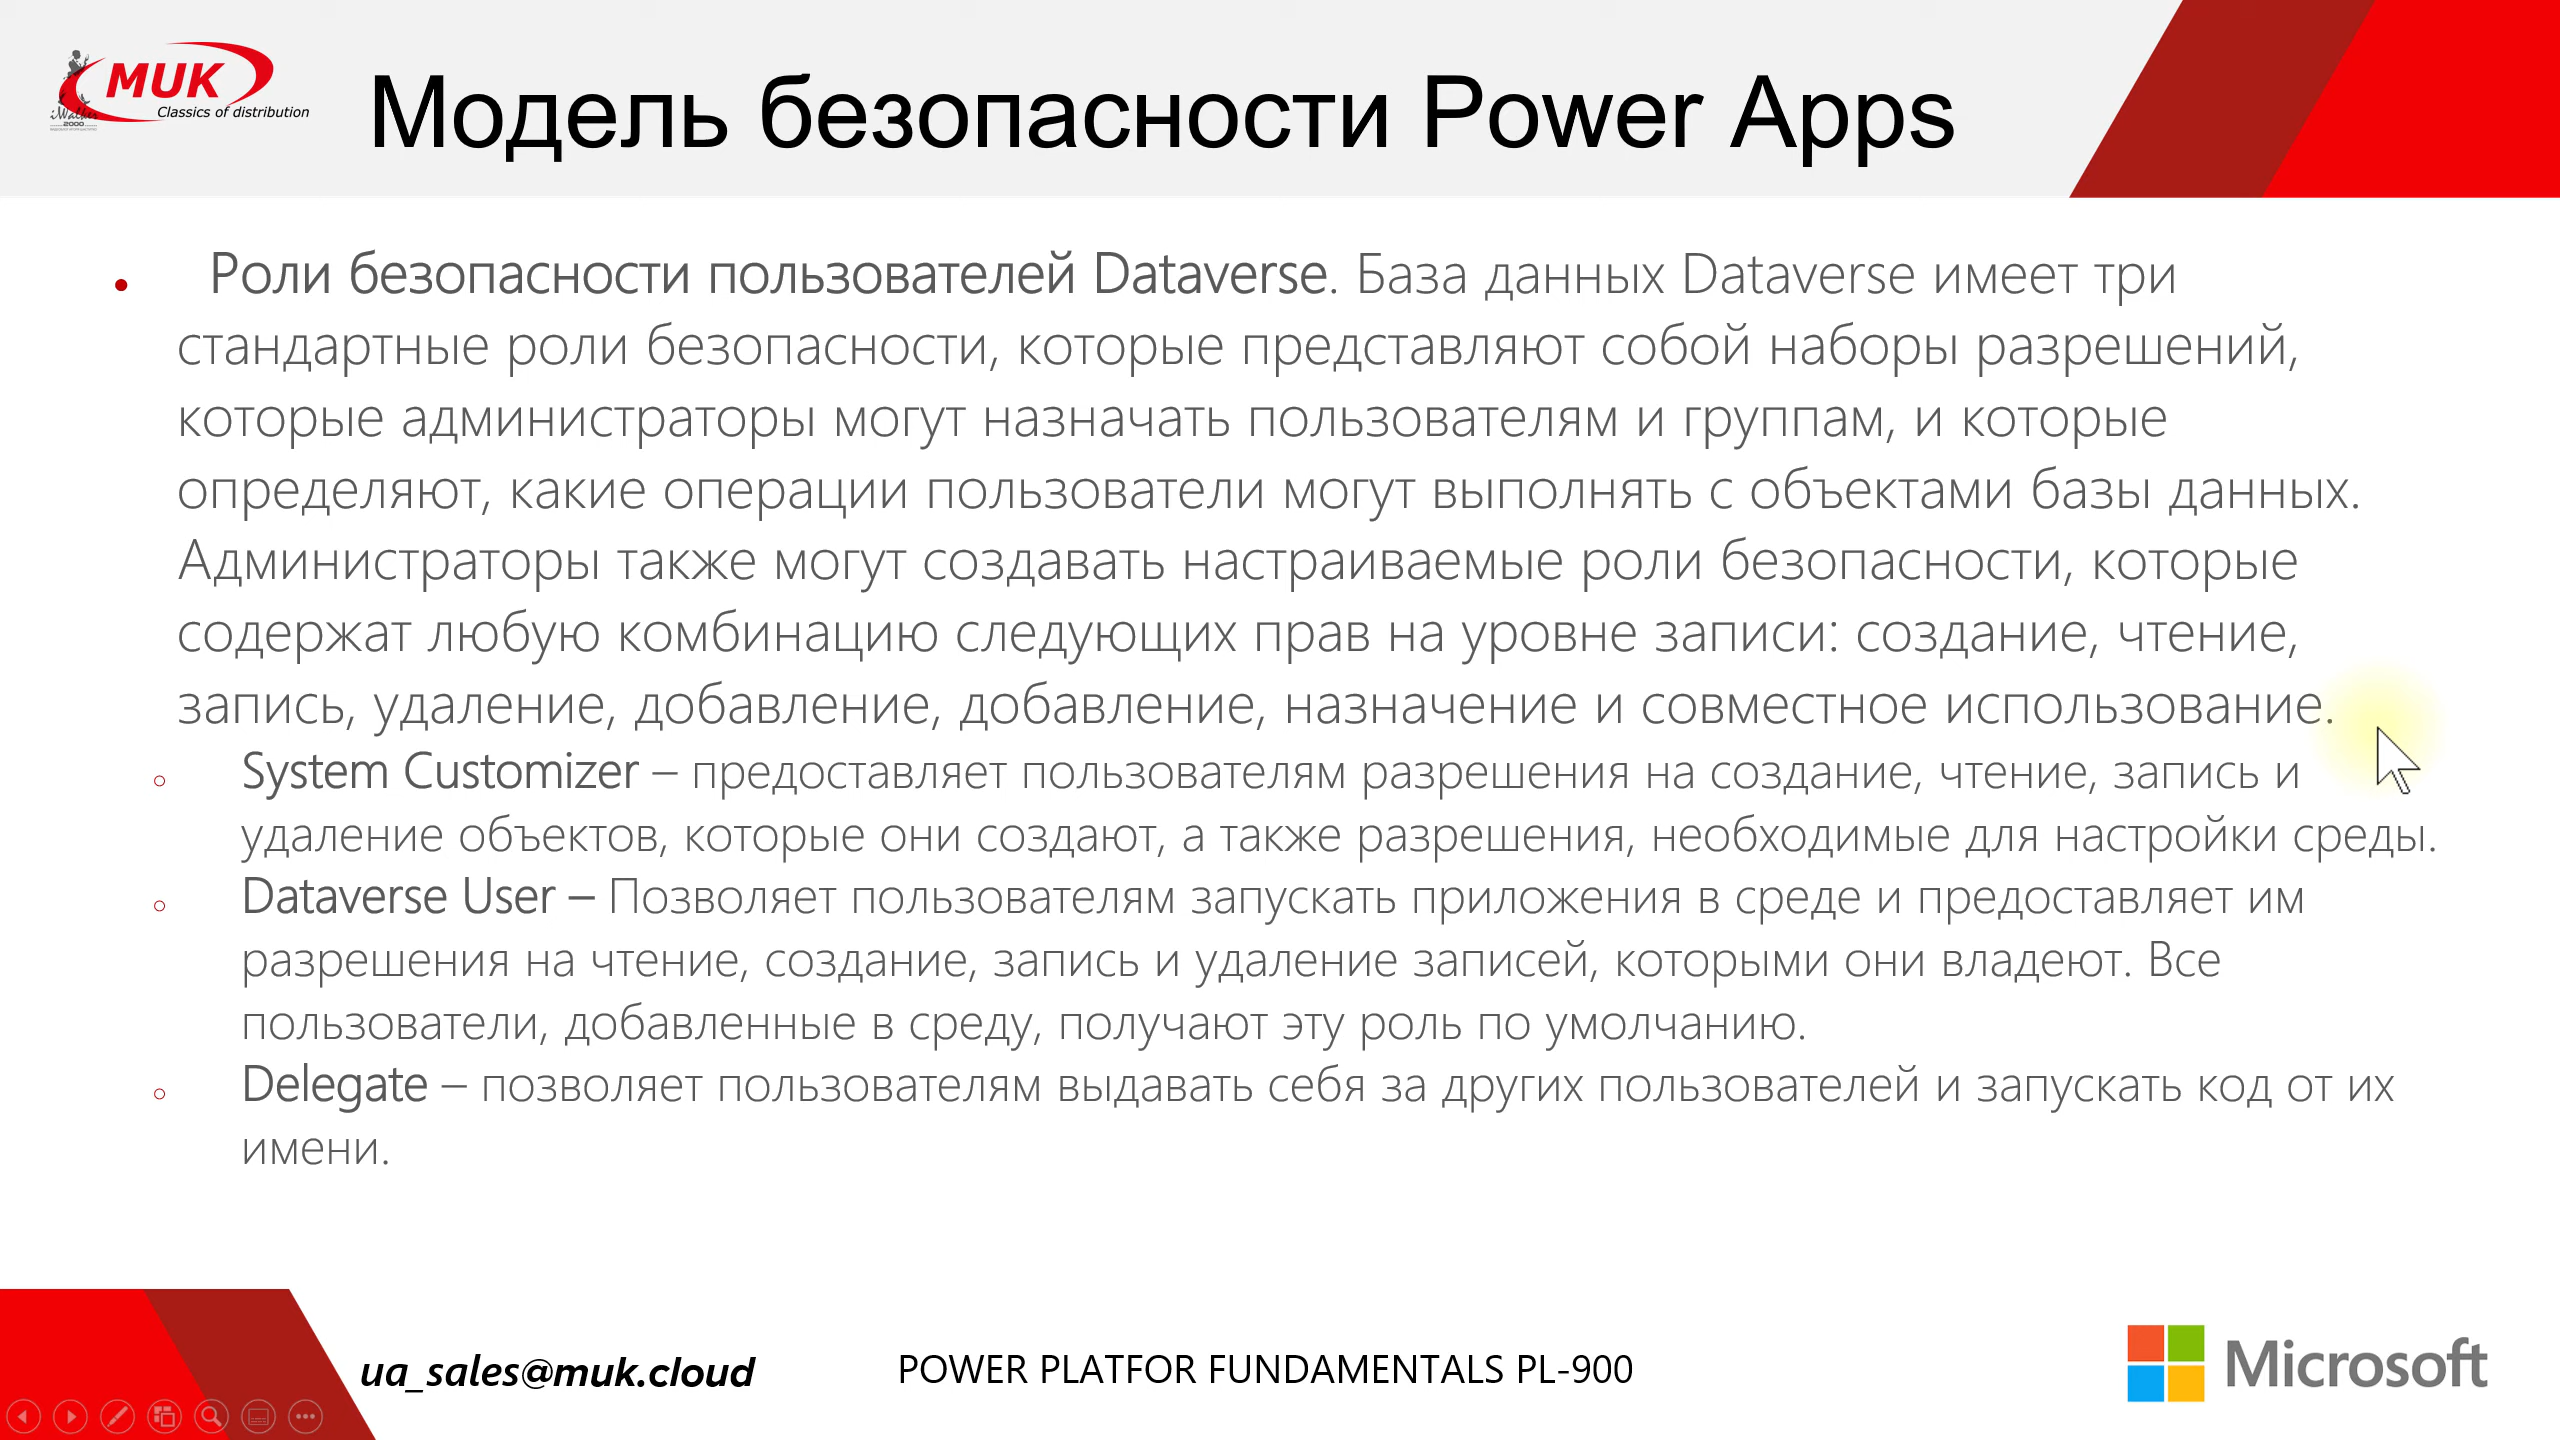 MUK
Classics of distribution
iWalker
2000
Модель безопасности Power Apps
• Роли безопасности пользователей Dataverse. База данных Dataverse имеет три
стандартные роли безопасности, которые представляют собой наборы разрешений,
которые администраторы могут назначать пользователям и группам, и которые
определяют, какие операции пользователи могут выполнять с объектами базы данных.
Администраторы также могут создавать настраиваемые роли безопасности, которые
содержат любую комбинацию следующих прав на уровне записи: создание, чтение,
запись, удаление, добавление, добавление, назначение и совместное использование.
○ System Customizer – предоставляет пользователям разрешения на создание, чтение, запись и
удаление объектов, которые они создают, а также разрешения, необходимые для настройки среды.
○ Dataverse User – Позволяет пользователям запускать приложения в среде и предоставляет им
разрешения на чтение, создание, запись и удаление записей, которыми они владеют. Все
пользователи, добавленные в среду, получают эту роль по умолчанию.
○ Delegate – позволяет пользователям выдавать себя за других пользователей и запускать код от их
имени.
ua_sales@muk.cloud
POWER PLATFOR FUNDAMENTALS PL-900
Microsoft